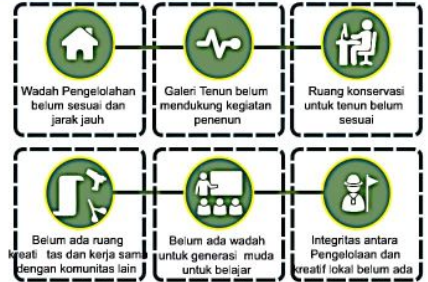 Wadah Pengelolahan
belum sesuai dan
jarak jauh
Galeri Tenun belum
mendukung kegiatan
penenun
Ruang konservasi
untuk tenun belum
sesuai
Belum ada ruang
kreati tas dan kerja sama
dengan komunitas lain
Belum ada wadah
untuk generasi muda
untuk belajar
Integritas antara
Pengelolaan dan
kreatif lokal belum ada